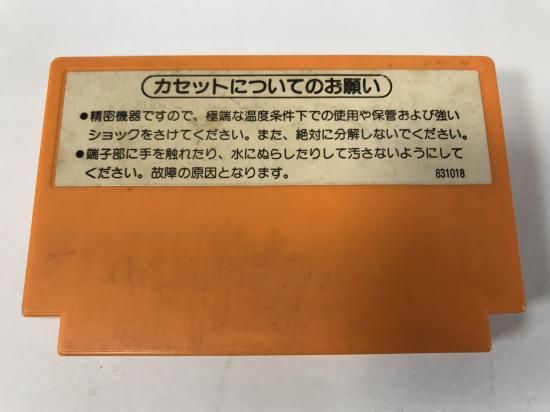 カセットについてのお願い
●精密機器ですので、極端な温度条件下での使用や保管および強い
ショックをさけてください。また、絶対に分解しないでください。
●端子部に手を触れたり、水にぬらしたりして汚さないようにして
ください。故障の原因となります。
831018